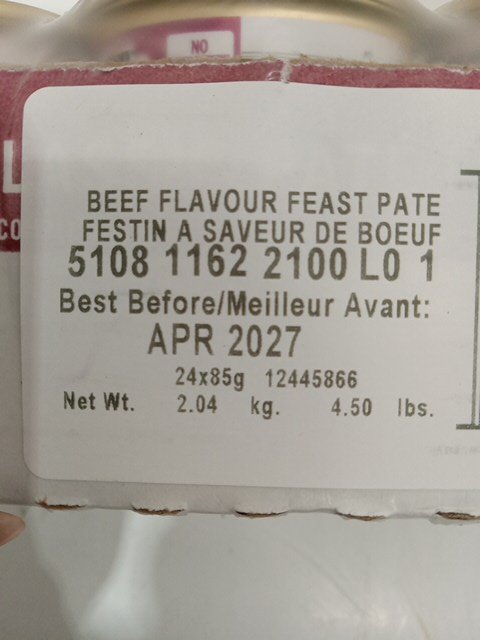 NO
L
CO
BEEF FLAVOUR FEAST PATE
FESTIN A SAVEUR DE BOEUF
5108 1162 2100 L0 1
Best Before/Meilleur Avant:
APR 2027
24x85g 12445866
Net Wt. 2.04 kg. 4.50 lbs.